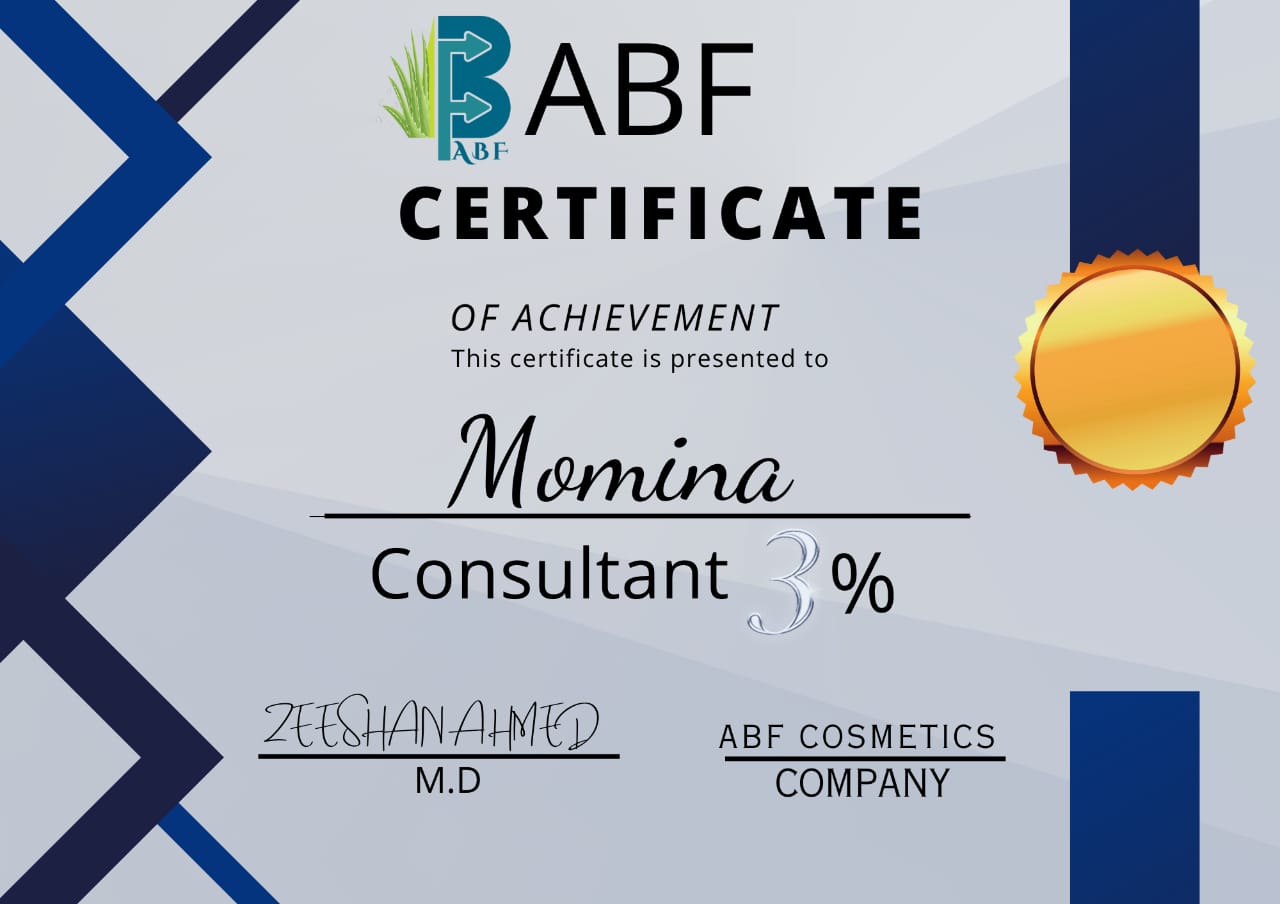 ABF
ABF
CERTIFICATE
OF ACHIEVEMENT
This certificate is presented to
Momina
Consultant 3%
ZEESHAN AHMED
M.D
ABF COSMETICS
COMPANY